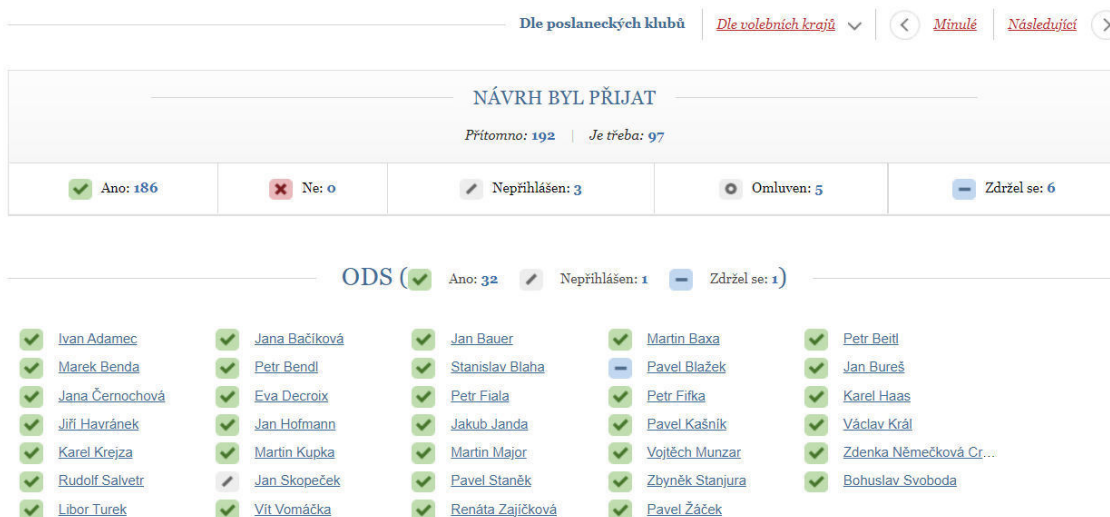 Dle poslaneckých klubů Dle volebních krajů Minulé Následující
NÁVRH BYL PŘIJAT
Přítomno: 192 | Je třeba: 97
Ano: 186 Ne: 0 Nepřihlášen: 3 Omluven: 5 Zdržel se: 6
ODS ( Ano: 32 Nepřihlášen: 1 Zdržel se: 1)
Ivan Adamec Jana Bačíková Jan Bauer Martin Baxa Petr Beitl
Marek Benda Petr Bendl Stanislav Blaha Pavel Blažek Jan Bureš
Jana Černochová Eva Decroix Petr Fiala Petr Fifka Karel Haas
Jiří Havránek Jan Hofmann Jakub Janda Pavel Kašník Václav Král
Karel Krejza Martin Kupka Martin Major Vojtěch Munzar Zdenka Němečková Cr...
Rudolf Salvetr Jan Skopeček Pavel Staněk Zbyněk Stanjura Bohuslav Svoboda
Libor Turek Vít Vomáčka Renáta Zajíčková Pavel Žáček